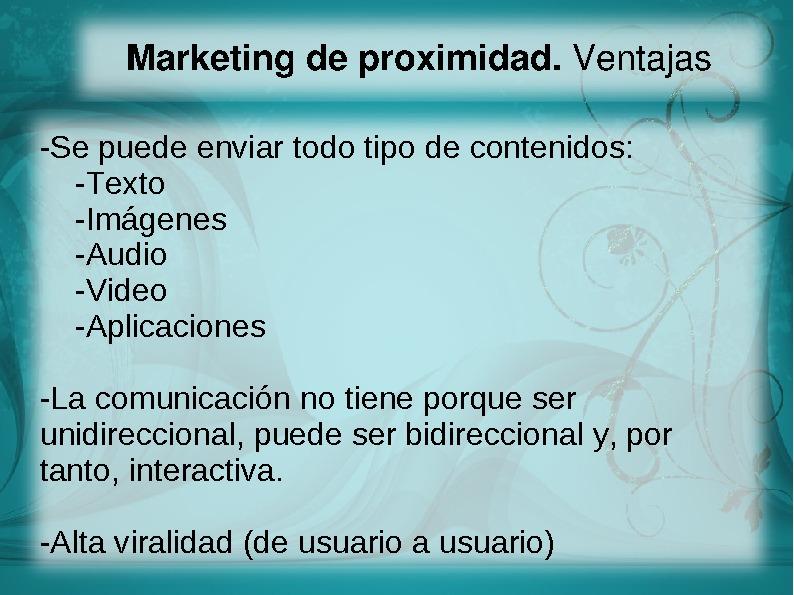 Marketing de proximidad. Ventajas
-Se puede enviar todo tipo de contenidos:
-Texto
-Imágenes
-Audio
-Video
-Aplicaciones
-La comunicación no tiene porque ser
unidireccional, puede ser bidireccional y, por
tanto, interactiva.
-Alta viralidad (de usuario a usuario)